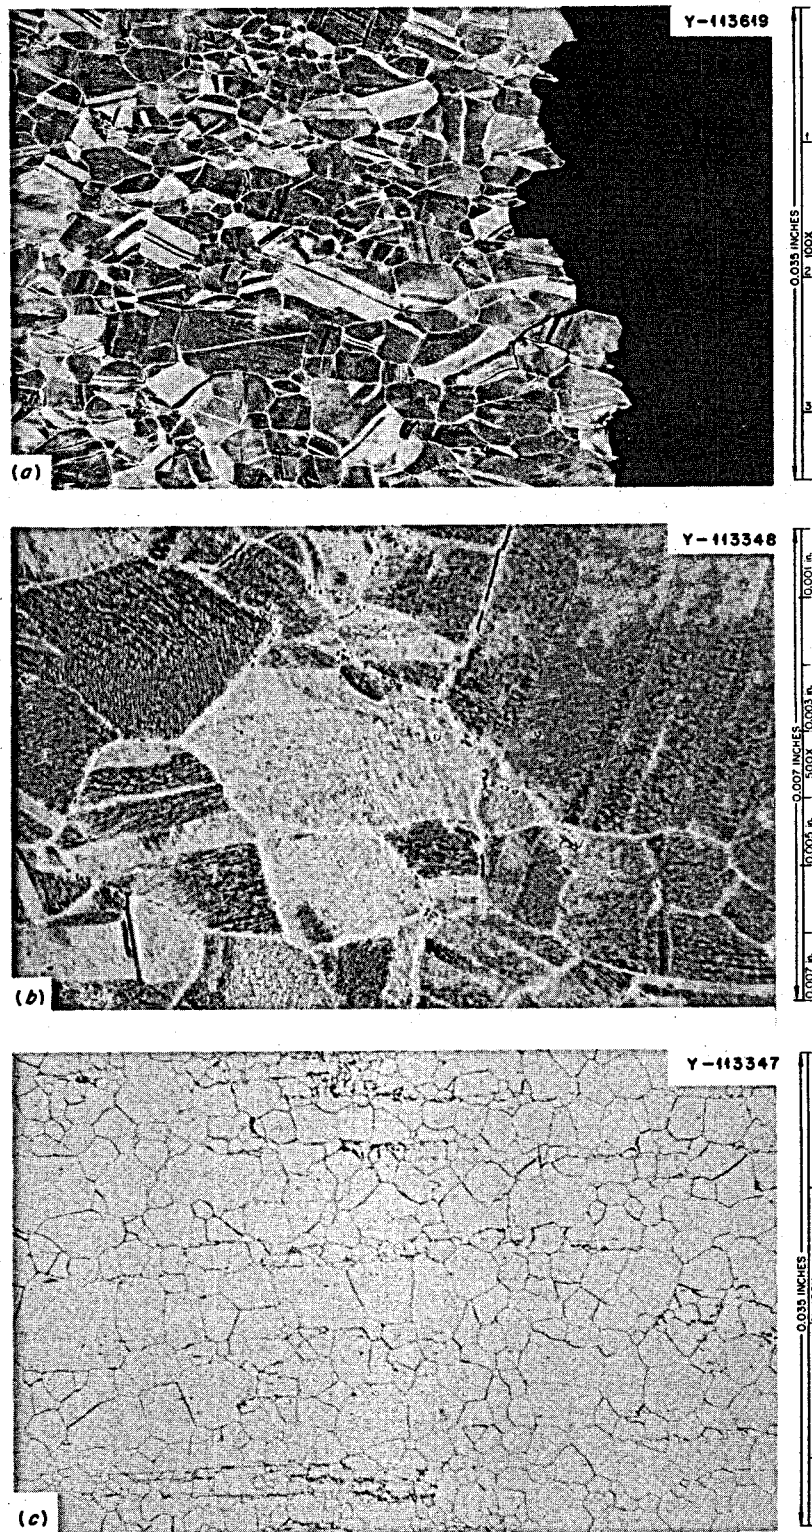 Y-113619
0.035 INCHES
100X
(a)
Y-113348
0.001 in.
0.003 in.
0.007 INCHES
500X
0.005 in.
0.007 in.
(b)
Y-113347
0.035 INCHES
(c)